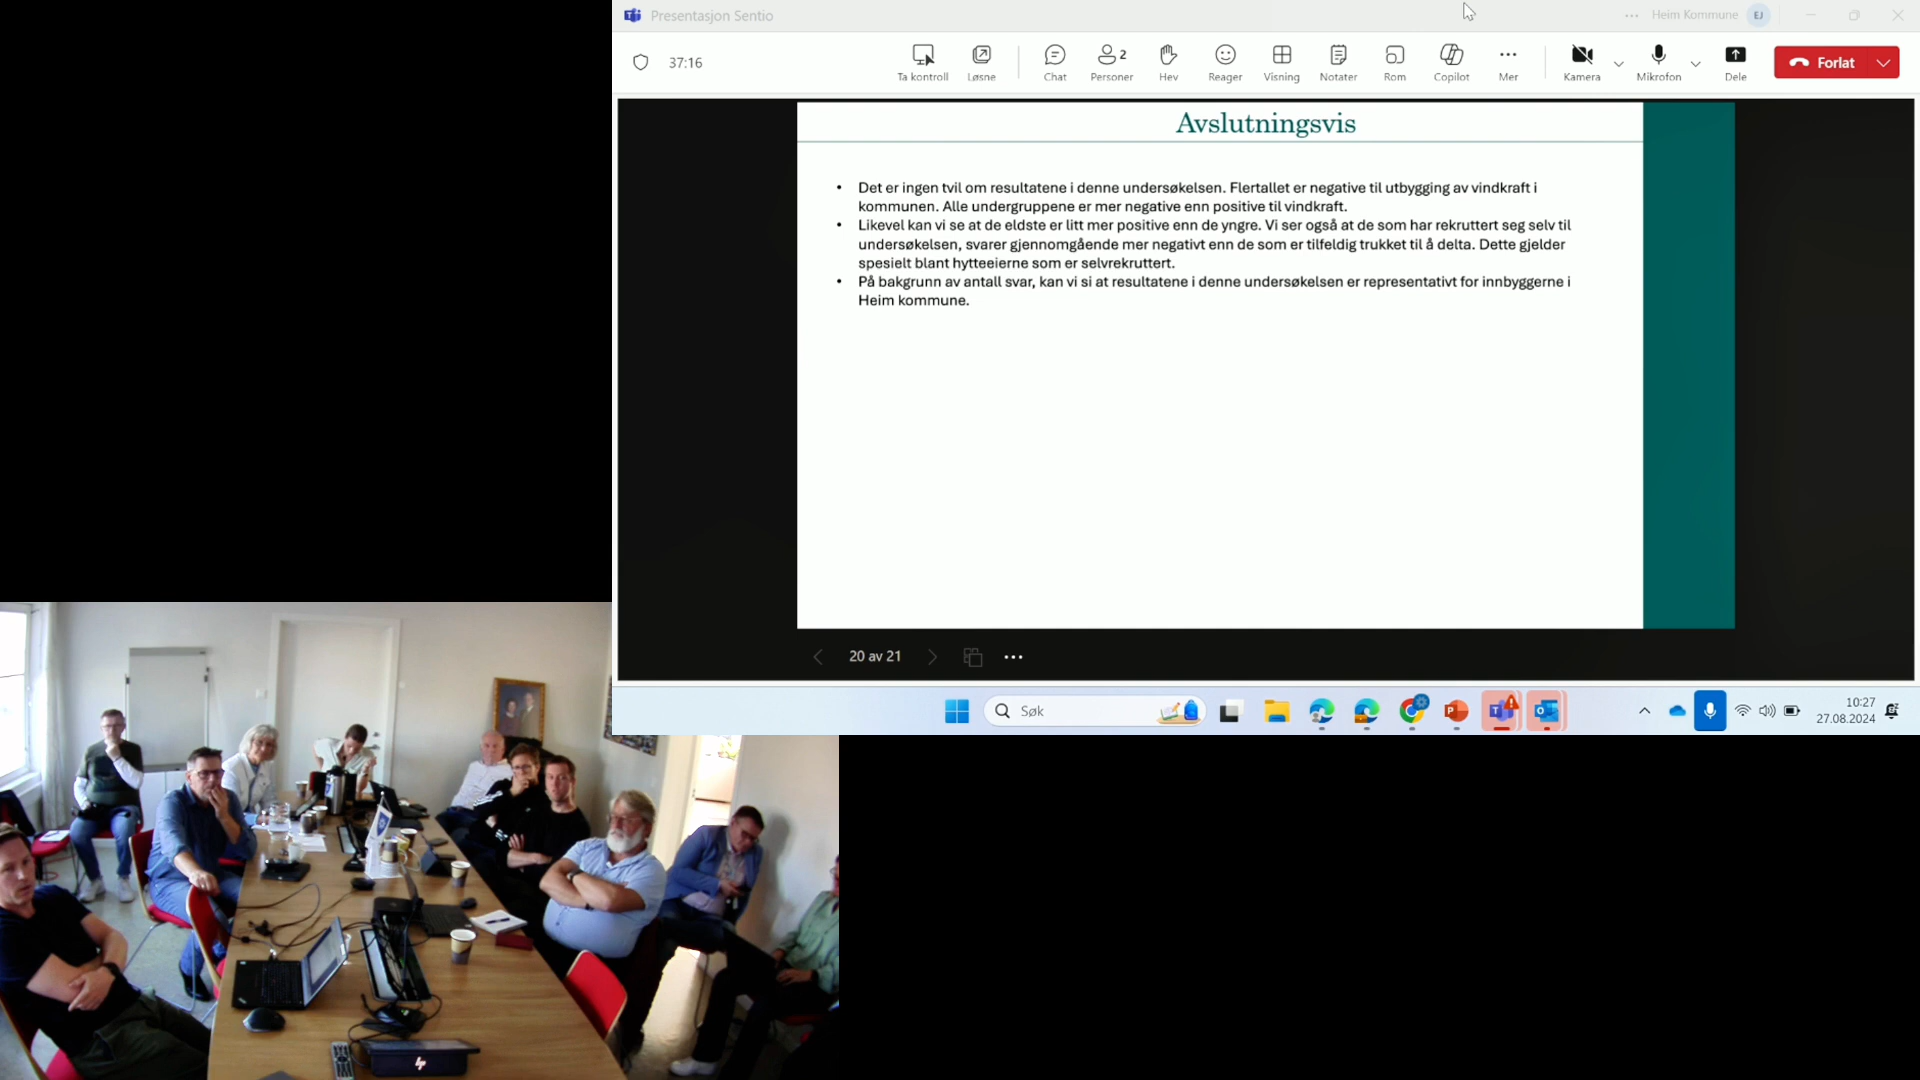 Presentasjon Sentio
Heim Kommune
EJ
37:16
Ta kontroll
Løsne
Chat
2
Personer
Hev
Reager
Visning
Notater
Rom
Copilot
Mer
Kamera
Mikrofon
Dele
Forlat
Avslutningsvis
• Det er ingen tvil om resultatene i denne undersøkelsen. Flertallet er negative til utbygging av vindkraft i
kommunen. Alle undergruppene er mer negative enn positive til vindkraft.
• Likevel kan vi se at de eldste er litt mer positive enn de yngre. Vi ser også at de som har rekruttert seg selv til
undersøkelsen, svarer gjennomgående mer negativt enn de som er tilfeldig trukket til å delta. Dette gjelder
spesielt blant hytteeierne som er selvrekruttert.
• På bakgrunn av antall svar, kan vi si at resultatene i denne undersøkelsen er representativt for innbyggerne i
Heim kommune.
20 av 21
Søk
10:27
27.08.2024
hp